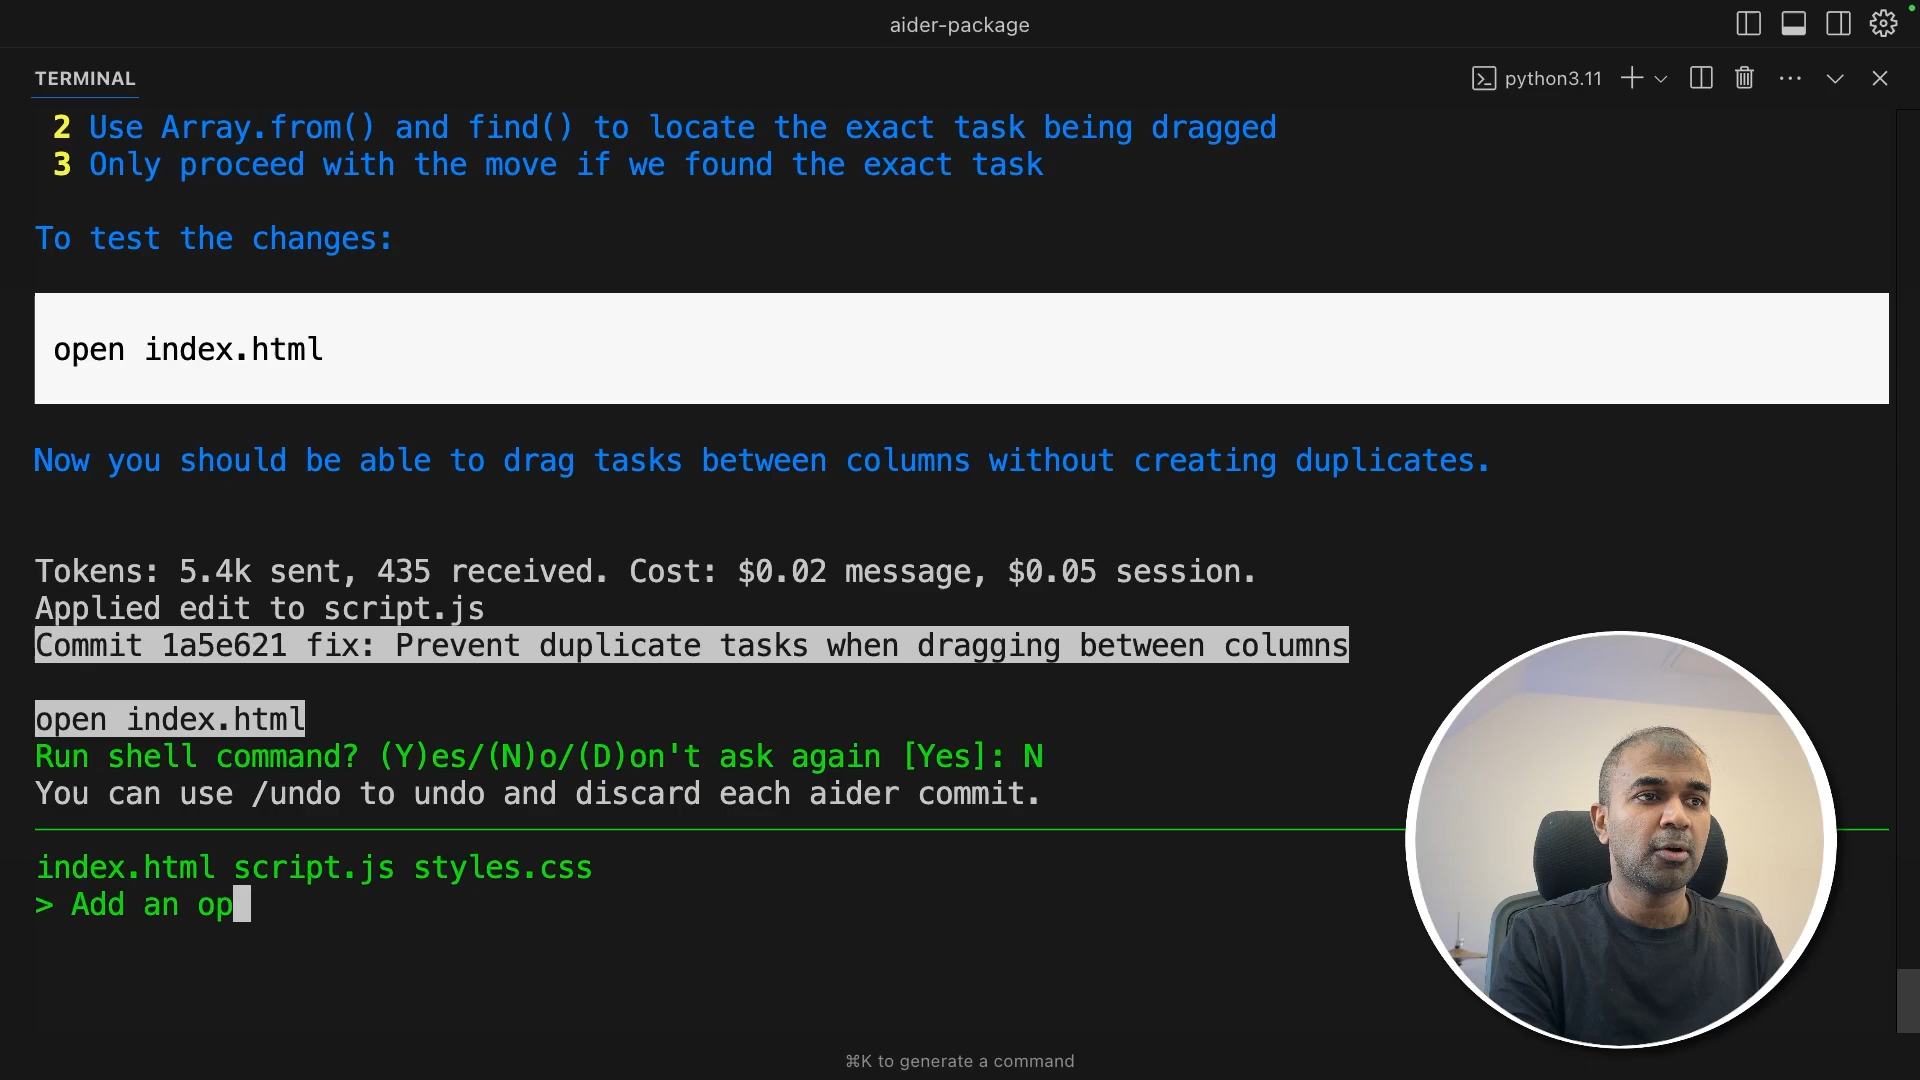 aider-package
TERMINAL
python3.11
2 Use Array.from() and find() to locate the exact task being dragged
3 Only proceed with the move if we found the exact task
To test the changes:
open index.html
Now you should be able to drag tasks between columns without creating duplicates.
Tokens: 5.4k sent, 435 received. Cost: $0.02 message, $0.05 session.
Applied edit to script.js
Commit 1a5e621 fix: Prevent duplicate tasks when dragging between columns
open index.html
Run shell command? (Y)es/(N)o/(D)on't ask again [Yes]: N
You can use /undo to undo and discard each aider commit.
index.html script.js styles.css
> Add an op
⌘K to generate a command